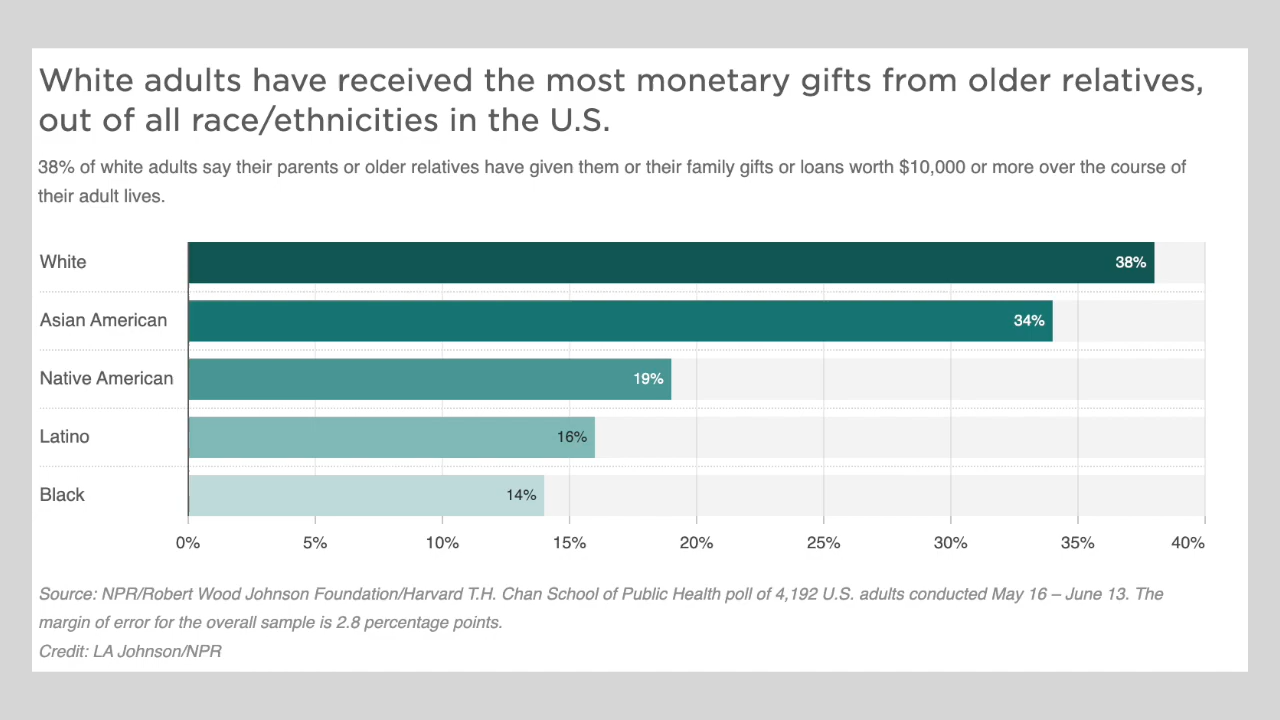 White adults have received the most monetary gifts from older relatives,
out of all race/ethnicities in the U.S.
38% of white adults say their parents or older relatives have given them or their family gifts or loans worth $10,000 or more over the course of
their adult lives.
White 38%
Asian American 34%
Native American 19%
Latino 16%
Black 14%
0% 5% 10% 15% 20% 25% 30% 35% 40%
Source: NPR/Robert Wood Johnson Foundation/Harvard T.H. Chan School of Public Health poll of 4,192 U.S. adults conducted May 16 – June 13. The
margin of error for the overall sample is 2.8 percentage points.
Credit: LA Johnson/NPR